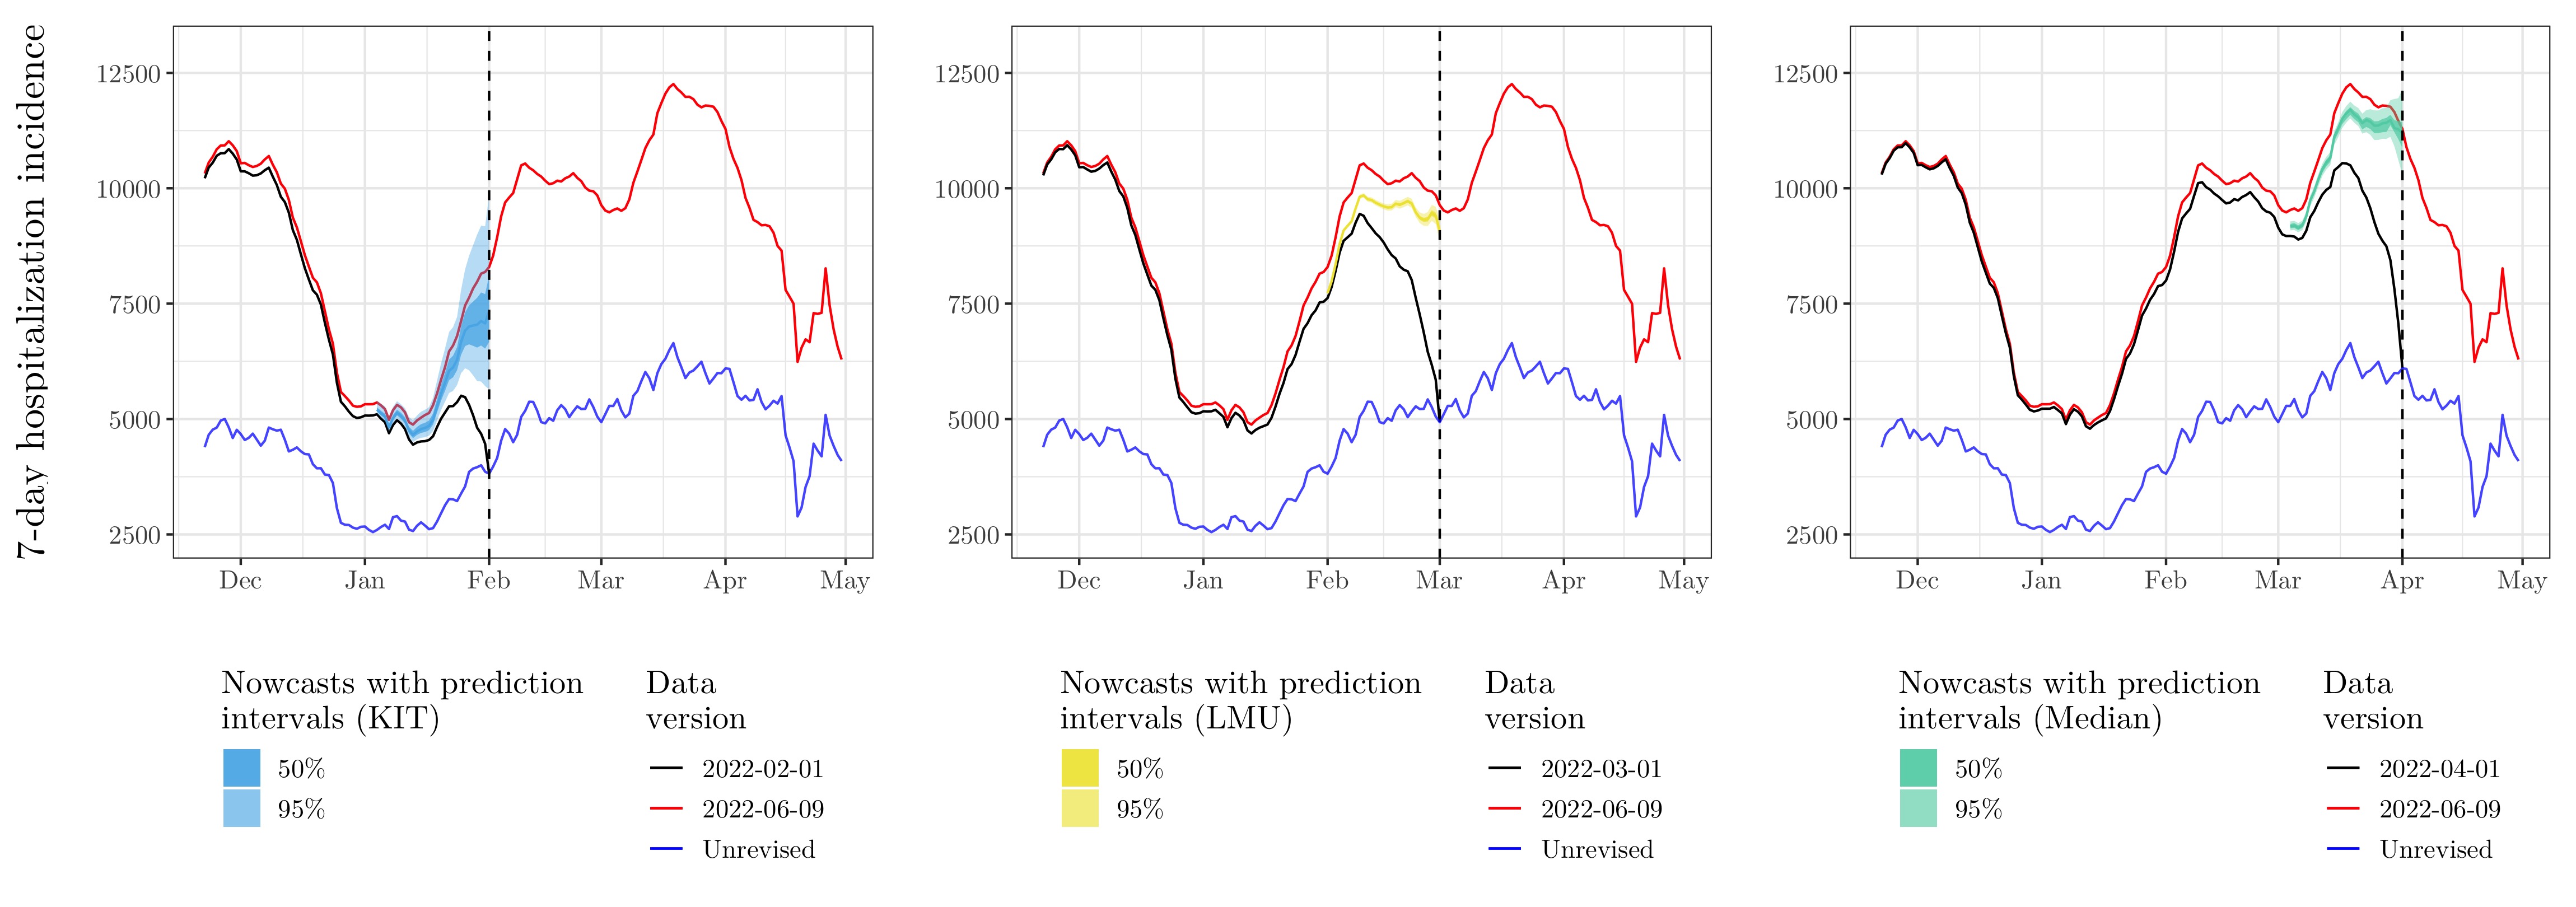 7-day hospitalization incidence
12500
10000
7500
5000
2500
Dec Jan Feb Mar Apr May
12500
10000
7500
5000
2500
Dec Jan Feb Mar Apr May
12500
10000
7500
5000
2500
Dec Jan Feb Mar Apr May
Nowcasts with prediction
intervals (KIT)
50%
95%
Data
version
2022-02-01
2022-06-09
Unrevised
Nowcasts with prediction
intervals (LMU)
50%
95%
Data
version
2022-03-01
2022-06-09
Unrevised
Nowcasts with prediction
intervals (Median)
50%
95%
Data
version
2022-04-01
2022-06-09
Unrevised